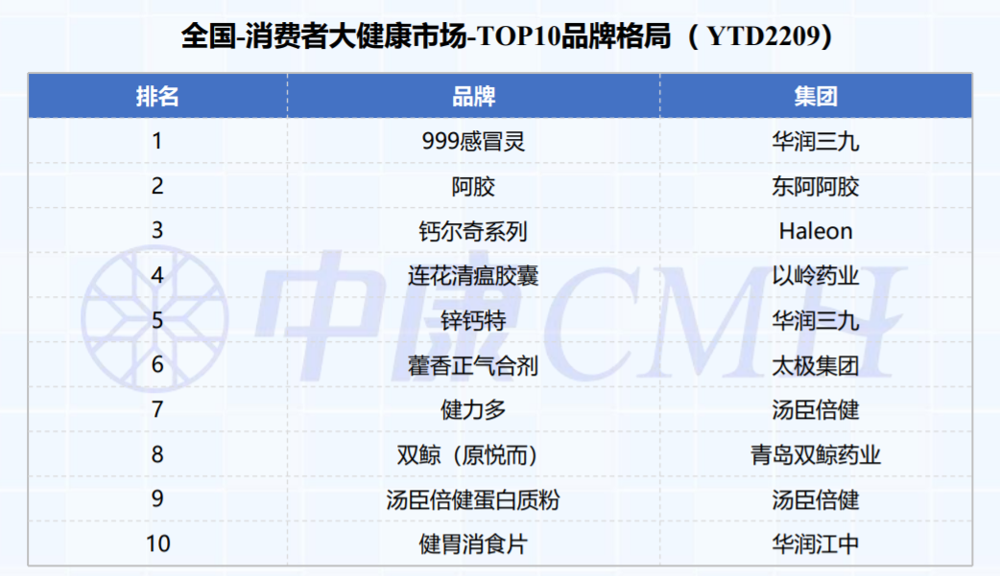 全国-消费者大健康市场-TOP10品牌格局（YTD2209）
排名 品牌 集团
1 999感冒灵 华润三九
2 阿胶 东阿阿胶
3 钙尔奇系列 Haleon
4 连花清瘟胶囊 以岭药业
5 锌钙特 华润三九
6 藿香正气合剂 太极集团
7 健力多 汤臣倍健
8 双鲸（原悦而） 青岛双鲸药业
9 汤臣倍健蛋白质粉 汤臣倍健
10 健胃消食片 华润江中
中康CMH